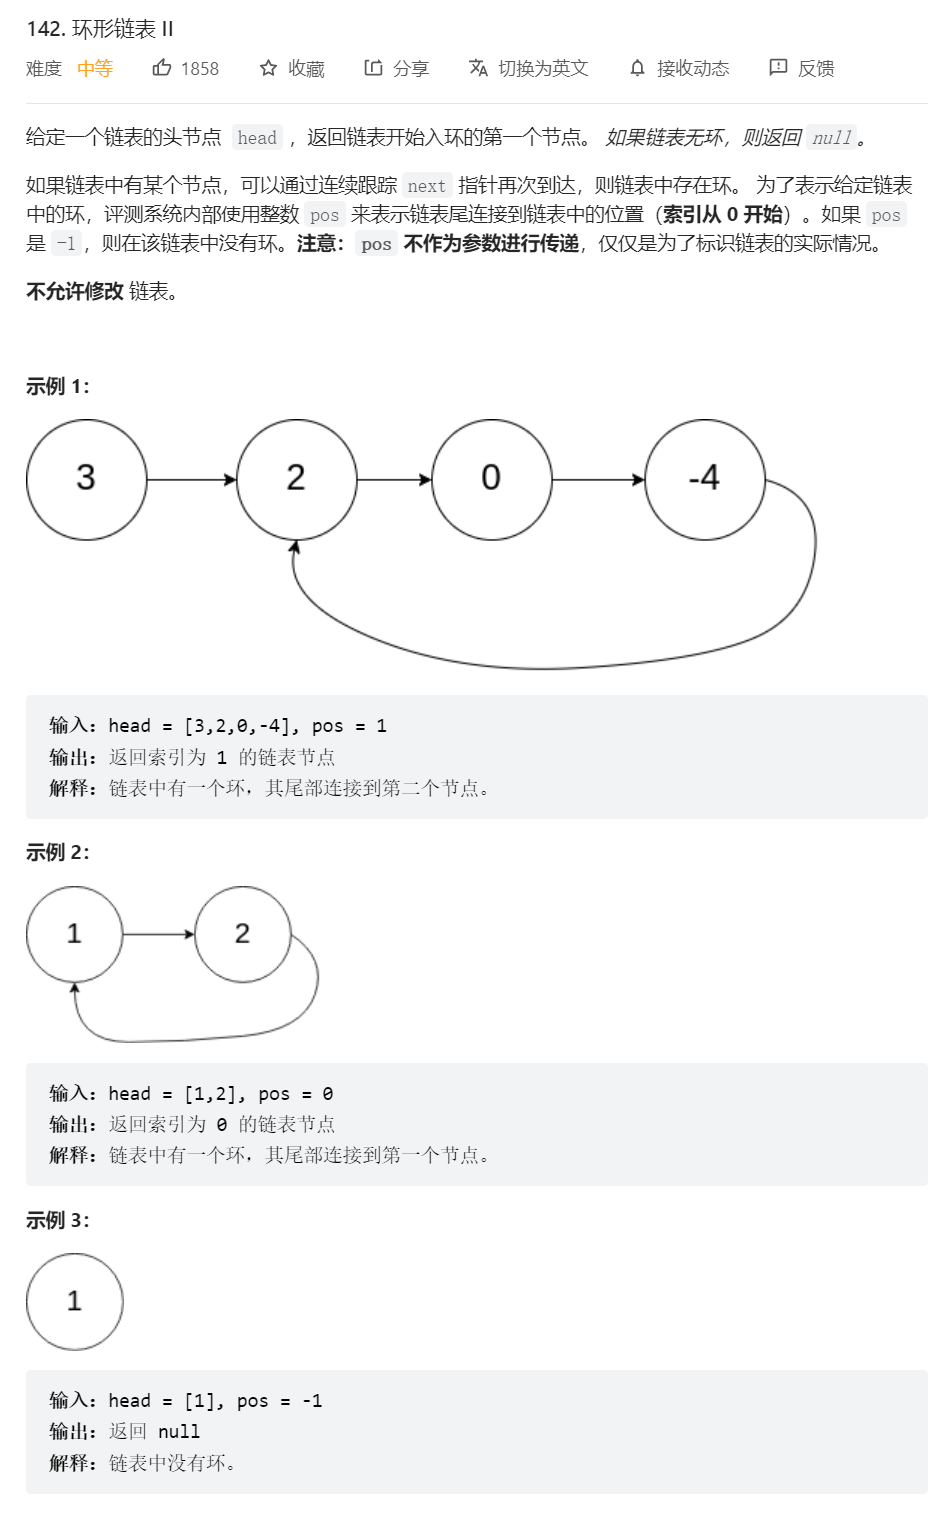 142. 环形链表 II
难度 中等 1858 收藏 分享 切换为英文 接收动态 反馈
给定一个链表的头节点 head ，返回链表开始入环的第一个节点。 如果链表无环，则返回 null。
如果链表中有某个节点，可以通过连续跟踪 next 指针再次到达，则链表中存在环。 为了表示给定链表
中的环，评测系统内部使用整数 pos 来表示链表尾连接到链表中的位置（索引从 0 开始）。如果 pos
是 -1，则在该链表中没有环。注意：pos 不作为参数进行传递，仅仅是为了标识链表的实际情况。
不允许修改 链表。
示例 1：
3 2 0 -4
输入：head = [3,2,0,-4], pos = 1
输出：返回索引为 1 的链表节点
解释：链表中有一个环，其尾部连接到第二个节点。
示例 2：
1 2
输入：head = [1,2], pos = 0
输出：返回索引为 0 的链表节点
解释：链表中有一个环，其尾部连接到第一个节点。
示例 3：
1
输入：head = [1], pos = -1
输出：返回 null
解释：链表中没有环。